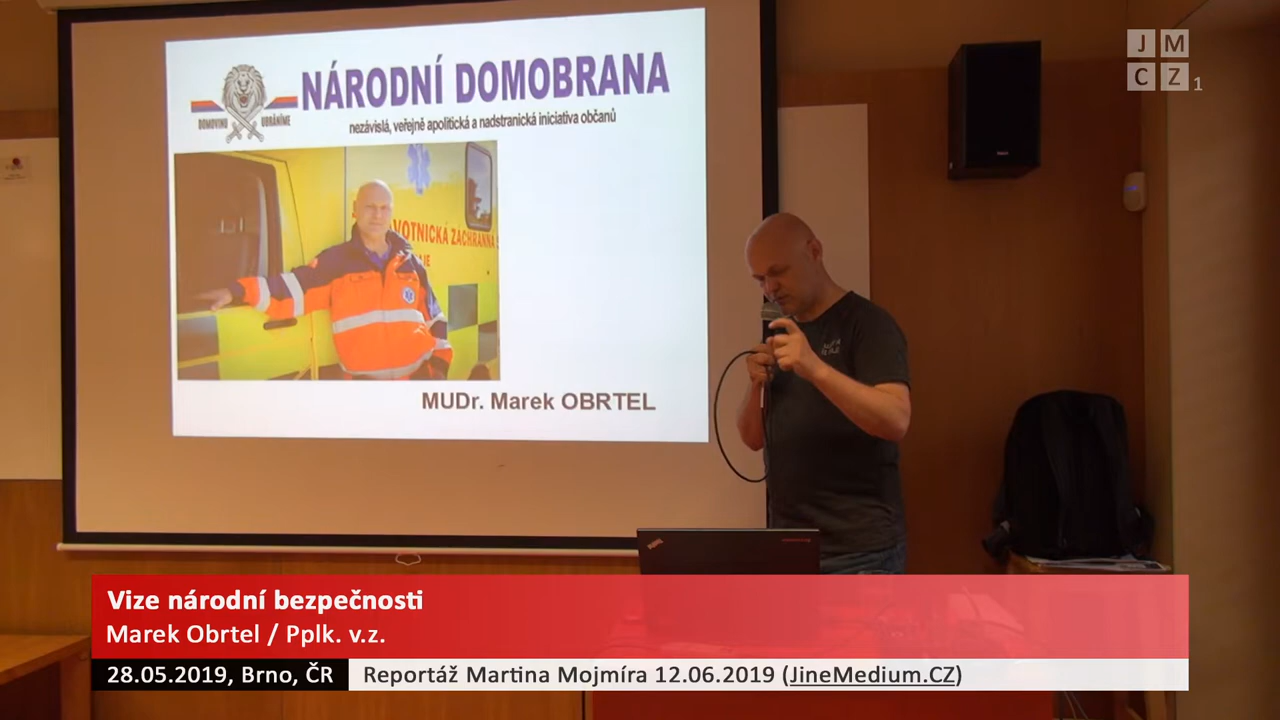 J M
C Z 1
NÁRODNÍ DOMOBRANA
DOMOVINU UBRÁNÍME
nezávislá, veřejně apolitická a nadstranická iniciativa občanů
VOTNICKÁ ZÁCHRANNÁ S
AJE
MUDr. Marek OBRTEL
Vize národní bezpečnosti
Marek Obrtel / Pplk. v.z.
28.05.2019, Brno, ČR
Reportáž Martina Mojmíra 12.06.2019 (JineMedium.CZ)